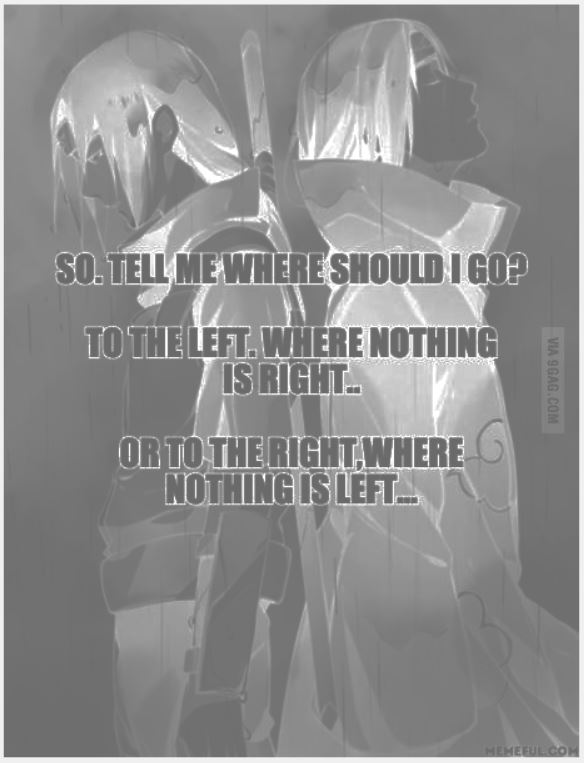 SO. TELL ME WHERE SHOULD I GO?
TO THE LEFT. WHERE NOTHING
IS RIGHT..
OR TO THE RIGHT,WHERE
NOTHING IS LEFT....
VIA 9GAG.COM
MEMEFUL.COM